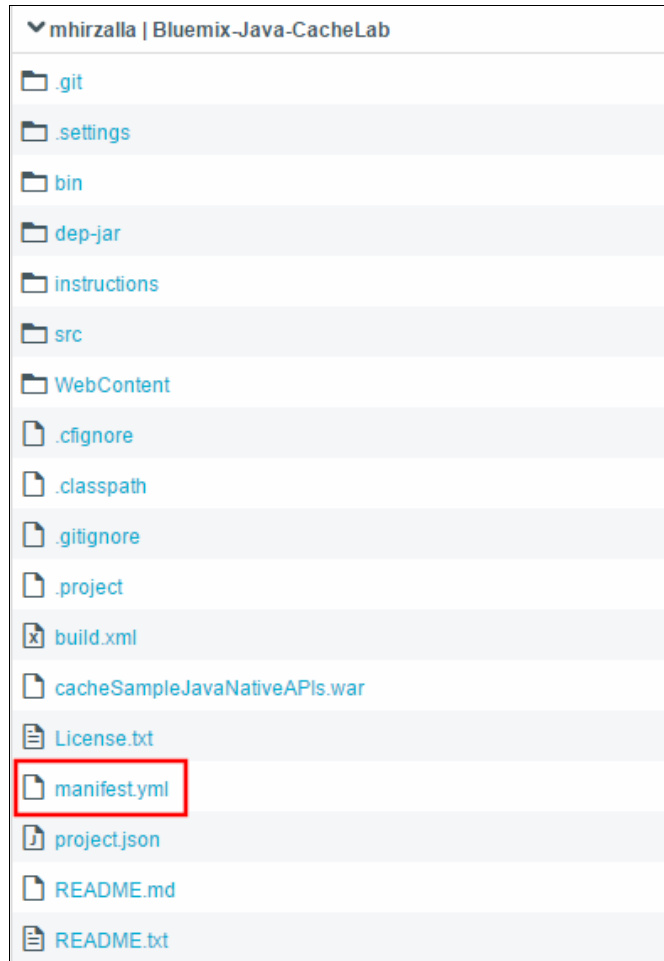 mhirzalla | Bluemix-Java-CacheLab
.git
.settings
bin
dep-jar
instructions
src
WebContent
.cfignore
.classpath
.gitignore
.project
build.xml
cacheSampleJavaNativeAPIs.war
License.txt
manifest.yml
project.json
README.md
README.txt